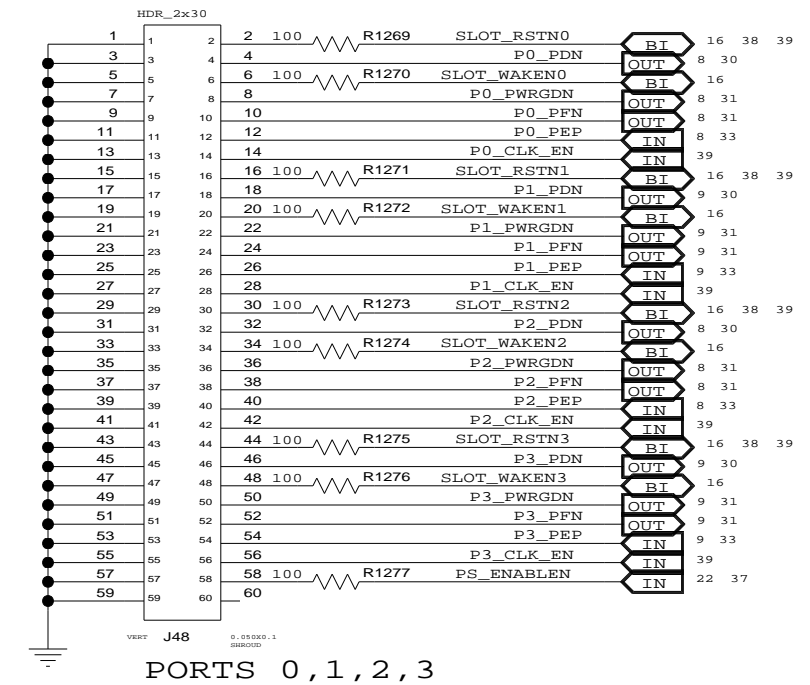 HDR_2x30
1 1 2 2 100 R1269 SLOT_RSTN0 BI 16 38 39
3 3 4 4 P0_PDN OUT 8 30
5 5 6 6 100 R1270 SLOT_WAKEN0 BI 16
7 7 8 8 P0_PWRGDN OUT 8 31
9 9 10 10 P0_PFN OUT 8 31
11 11 12 12 P0_PEP IN 8 33
13 13 14 14 P0_CLK_EN IN 39
15 15 16 16 100 R1271 SLOT_RSTN1 BI 16 38 39
17 17 18 18 P1_PDN OUT 9 30
19 19 20 20 100 R1272 SLOT_WAKEN1 BI 16
21 21 22 22 P1_PWRGDN OUT 9 31
23 23 24 24 P1_PFN OUT 9 31
25 25 26 26 P1_PEP IN 9 33
27 27 28 28 P1_CLK_EN IN 39
29 29 30 30 100 R1273 SLOT_RSTN2 BI 16 38 39
31 31 32 32 P2_PDN OUT 8 30
33 33 34 34 100 R1274 SLOT_WAKEN2 BI 16
35 35 36 36 P2_PWRGDN OUT 8 31
37 37 38 38 P2_PFN OUT 8 31
39 39 40 40 P2_PEP IN 8 33
41 41 42 42 P2_CLK_EN IN 39
43 43 44 44 100 R1275 SLOT_RSTN3 BI 16 38 39
45 45 46 46 P3_PDN OUT 9 30
47 47 48 48 100 R1276 SLOT_WAKEN3 BI 16
49 49 50 50 P3_PWRGDN OUT 9 31
51 51 52 52 P3_PFN OUT 9 31
53 53 54 54 P3_PEP IN 9 33
55 55 56 56 P3_CLK_EN IN 39
57 57 58 58 100 R1277 PS_ENABLEN IN 22 37
59 59 60 60
VERT J48 0.050X0.1
SHROUD
PORTS 0,1,2,3